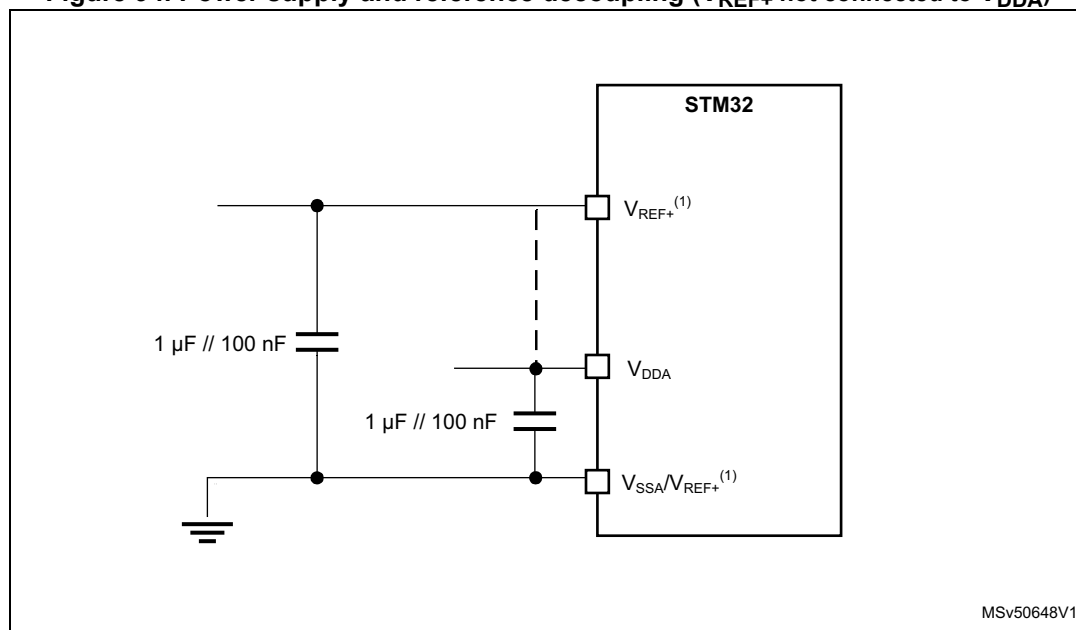 STM32
VREF+(1)
1 µF // 100 nF
VDDA
1 µF // 100 nF
VSSA/VREF+(1)
MSv50648V1